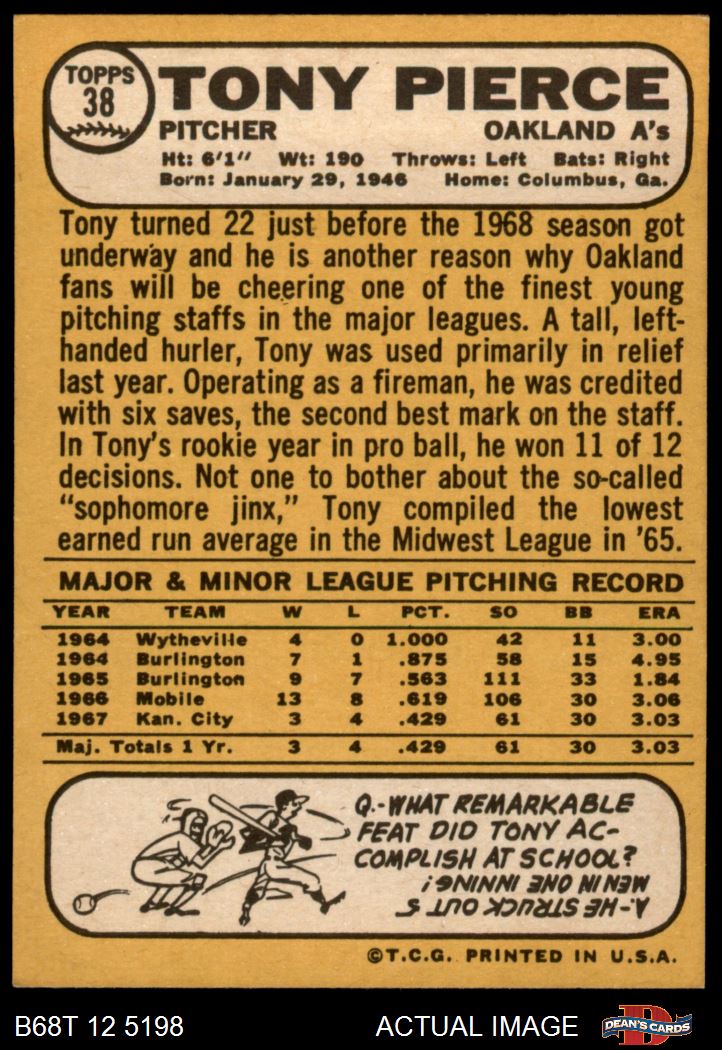 TOPPS
38
TONY PIERCE
PITCHER OAKLAND A's
Ht: 6'1" Wt: 190 Throws: Left Bats: Right
Born: January 29, 1946 Home: Columbus, Ga.
Tony turned 22 just before the 1968 season got
underway and he is another reason why Oakland
fans will be cheering one of the finest young
pitching staffs in the major leagues. A tall, left-
handed hurler, Tony was used primarily in relief
last year. Operating as a fireman, he was credited
with six saves, the second best mark on the staff.
In Tony's rookie year in pro ball, he won 11 of 12
decisions. Not one to bother about the so-called
"sophomore jinx," Tony compiled the lowest
earned run average in the Midwest League in '65.
MAJOR & MINOR LEAGUE PITCHING RECORD
YEAR TEAM W L PCT. SO BB ERA
1964 Wytheville 4 0 1.000 42 11 3.00
1964 Burlington 7 1 .875 58 15 4.95
1965 Burlington 9 7 .563 111 33 1.84
1966 Mobile 13 8 .619 106 30 3.06
1967 Kan. City 3 4 .429 61 30 3.03
Maj. Totals 1 Yr. 3 4 .429 61 30 3.03
Q.-WHAT REMARKABLE
FEAT DID TONY AC-
COMPLISH AT SCHOOL?
A-HE STRUCK OUT 5
MEN IN ONE INNING!
©T.C.G. PRINTED IN U.S.A.
B68T 12 5198 ACTUAL IMAGE D DEAN'S CARDS